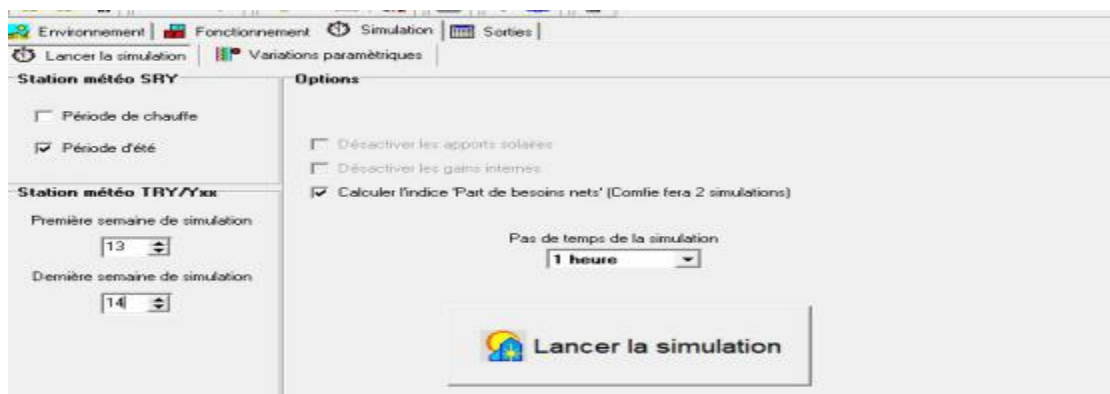 Environnement Fonctionnement Simulation Sorties
Lancer la simulation Variations paramètriques
Station météo SRY
Période de chauffe
Période d'été
Station météo TRY/Yxx
Première semaine de simulation
13
Dernière semaine de simulation
14
Options
Désactiver les apports solaires
Désactiver les gains internes
Calculer l'indice 'Part de besoins nets' (Comfie fera 2 simulations)
Pas de temps de la simulation
1 heure
Lancer la simulation